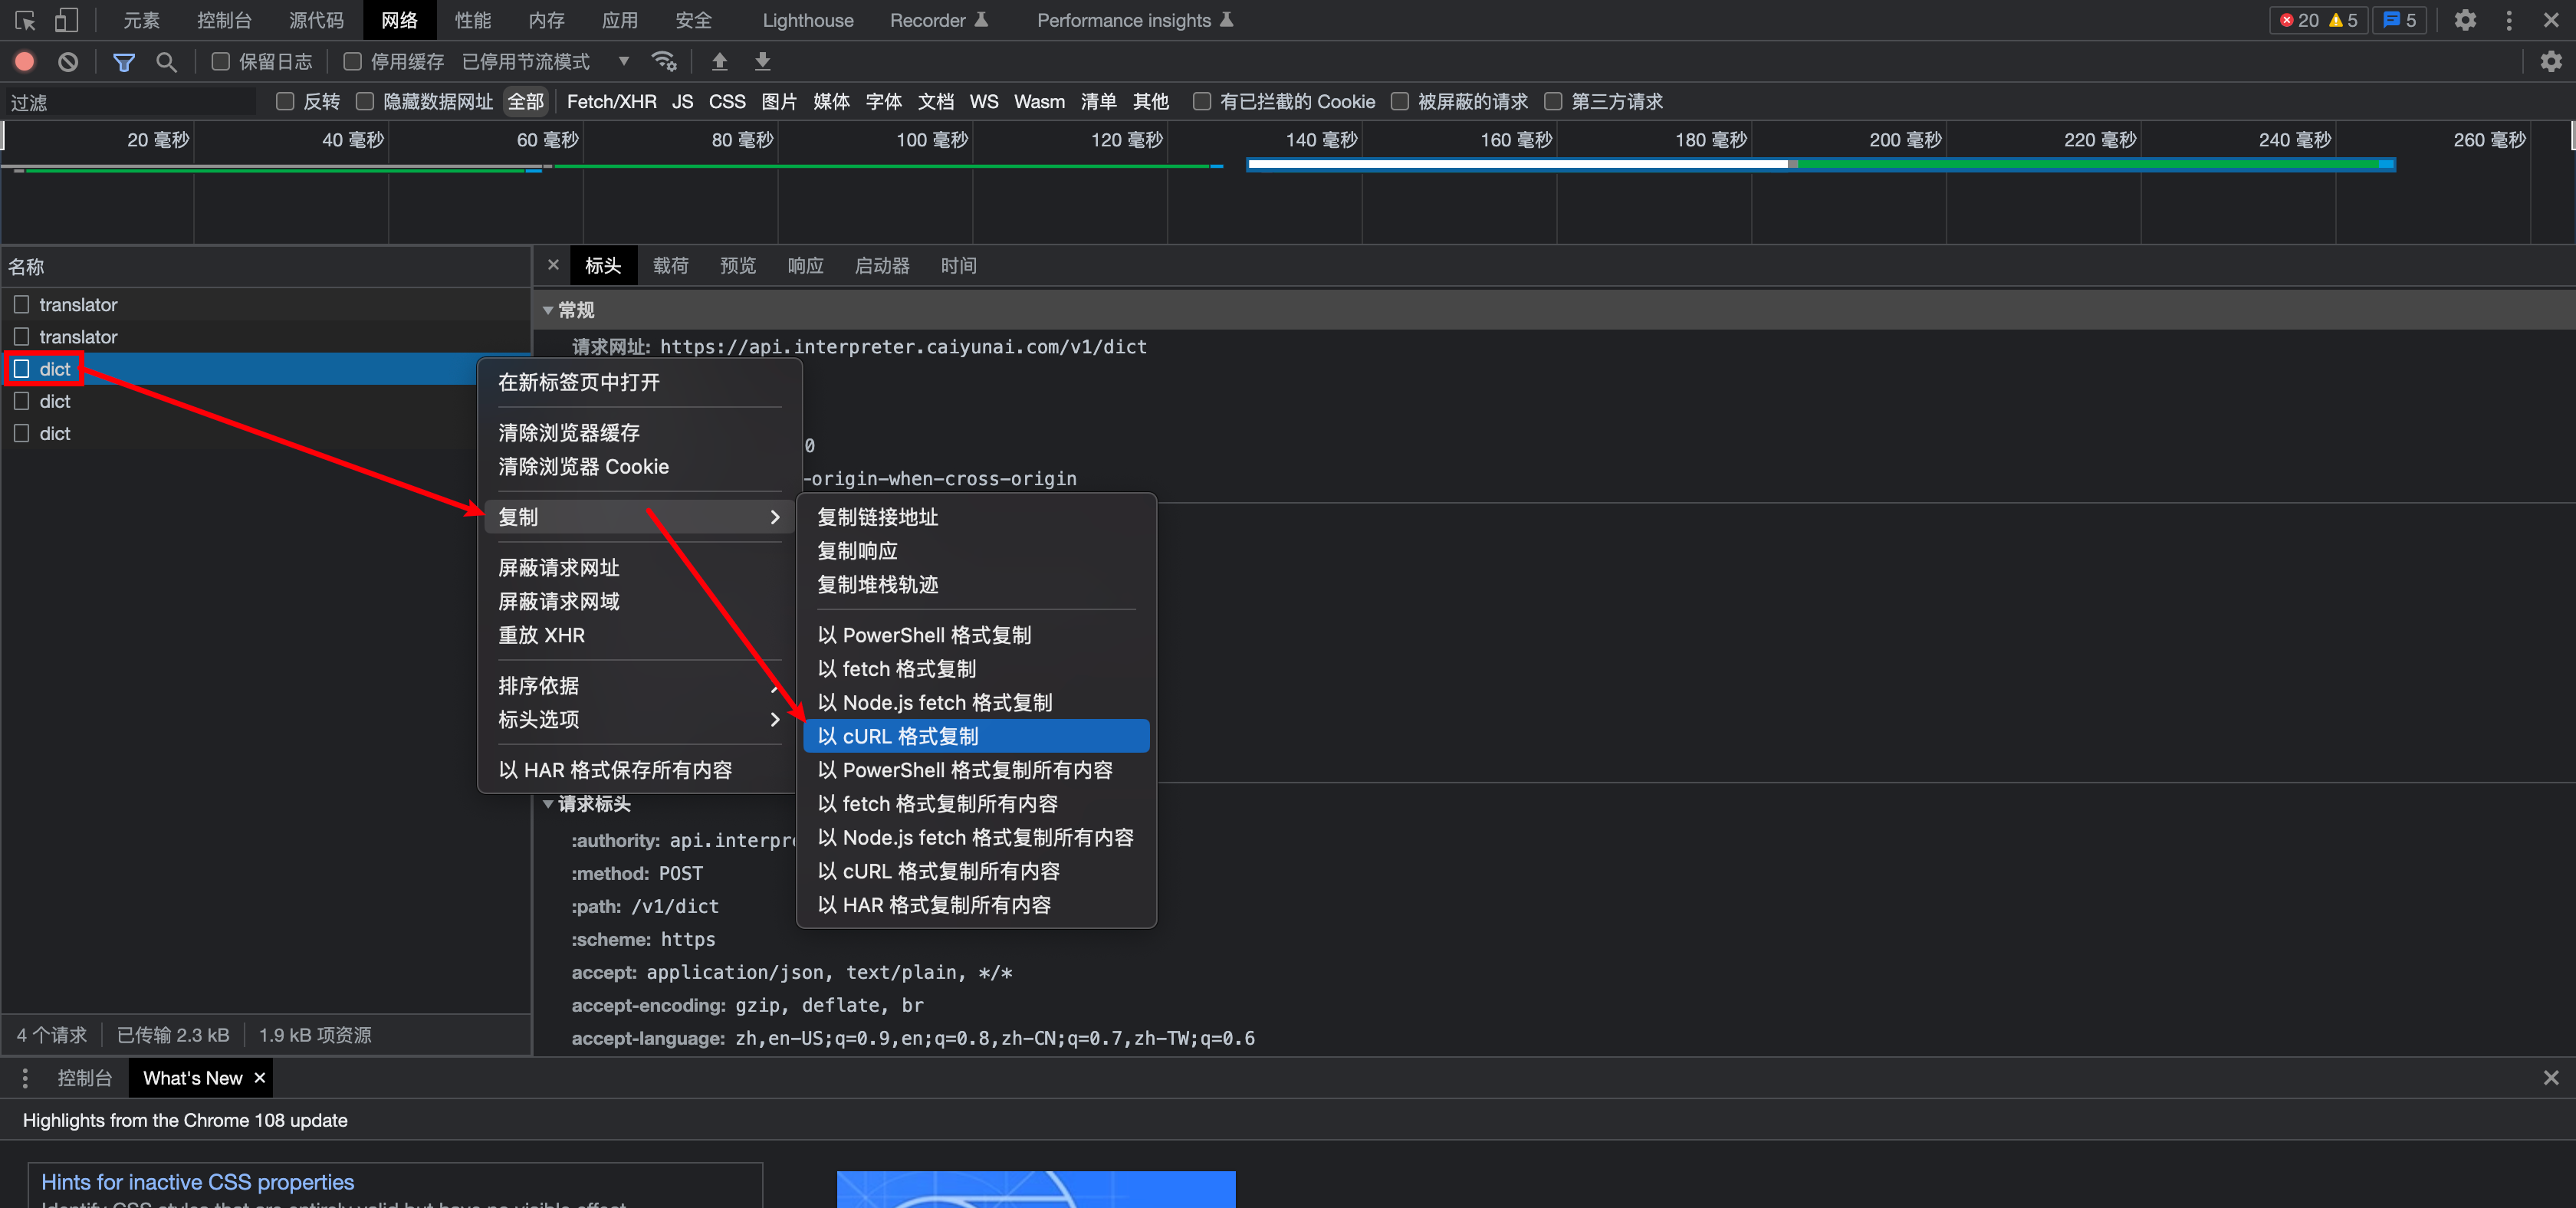 元素 控制台 源代码 网络 性能 内存 应用 安全 Lighthouse Recorder Performance insights 20 5 5
保留日志 停用缓存 已停用节流模式
过滤 反转 隐藏数据网址 全部 Fetch/XHR JS CSS 图片 媒体 字体 文档 WS Wasm 清单 其他 有已拦截的 Cookie 被屏蔽的请求 第三方请求
20 毫秒 40 毫秒 60 毫秒 80 毫秒 100 毫秒 120 毫秒 140 毫秒 160 毫秒 180 毫秒 200 毫秒 220 毫秒 240 毫秒 260 毫秒
名称
translator
translator
dict
dict
dict
4 个请求 已传输 2.3 kB 1.9 kB 项资源
标头 载荷 预览 响应 启动器 时间
常规
请求网址: https://api.interpreter.caiyunai.com/v1/dict
0
-origin-when-cross-origin
在新标签页中打开
清除浏览器缓存
清除浏览器 Cookie
复制
屏蔽请求网址
屏蔽请求网域
重放 XHR
排序依据
标头选项
以 HAR 格式保存所有内容
复制链接地址
复制响应
复制堆栈轨迹
以 PowerShell 格式复制
以 fetch 格式复制
以 Node.js fetch 格式复制
以 cURL 格式复制
以 PowerShell 格式复制所有内容
以 fetch 格式复制所有内容
以 Node.js fetch 格式复制所有内容
以 cURL 格式复制所有内容
以 HAR 格式复制所有内容
请求标头
:authority: api.interpre
:method: POST
:path: /v1/dict
:scheme: https
accept: application/json, text/plain, */*
accept-encoding: gzip, deflate, br
accept-language: zh,en-US;q=0.9,en;q=0.8,zh-CN;q=0.7,zh-TW;q=0.6
控制台 What's New
Highlights from the Chrome 108 update
Hints for inactive CSS properties
Identify CSS styles that are entirely valid but have no visible effect